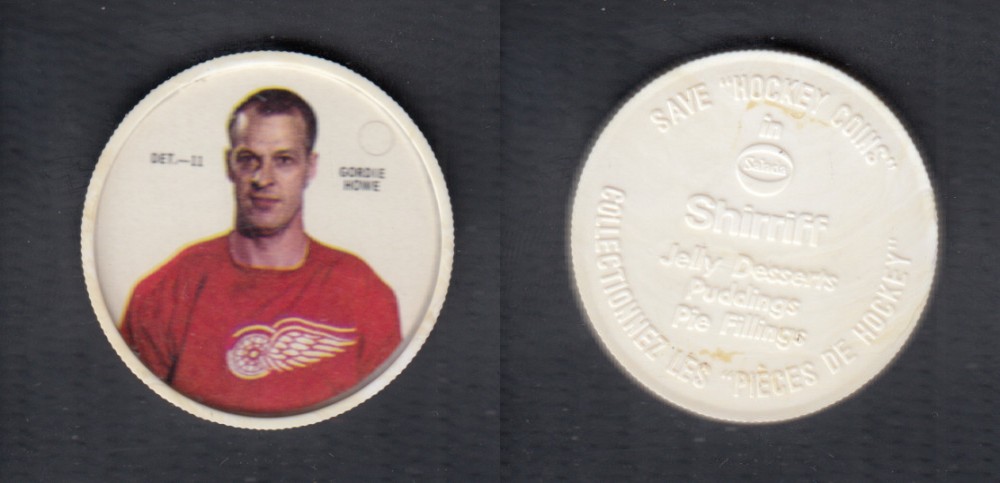 DET.—11
GORDIE
HOWE
SAVE "HOCKEY COINS"
in
Shirriff
Shirriff
Jelly Desserts
Puddings
Pie Fillings
COLLECTIONNEZ LES "PIÈCES DE HOCKEY"